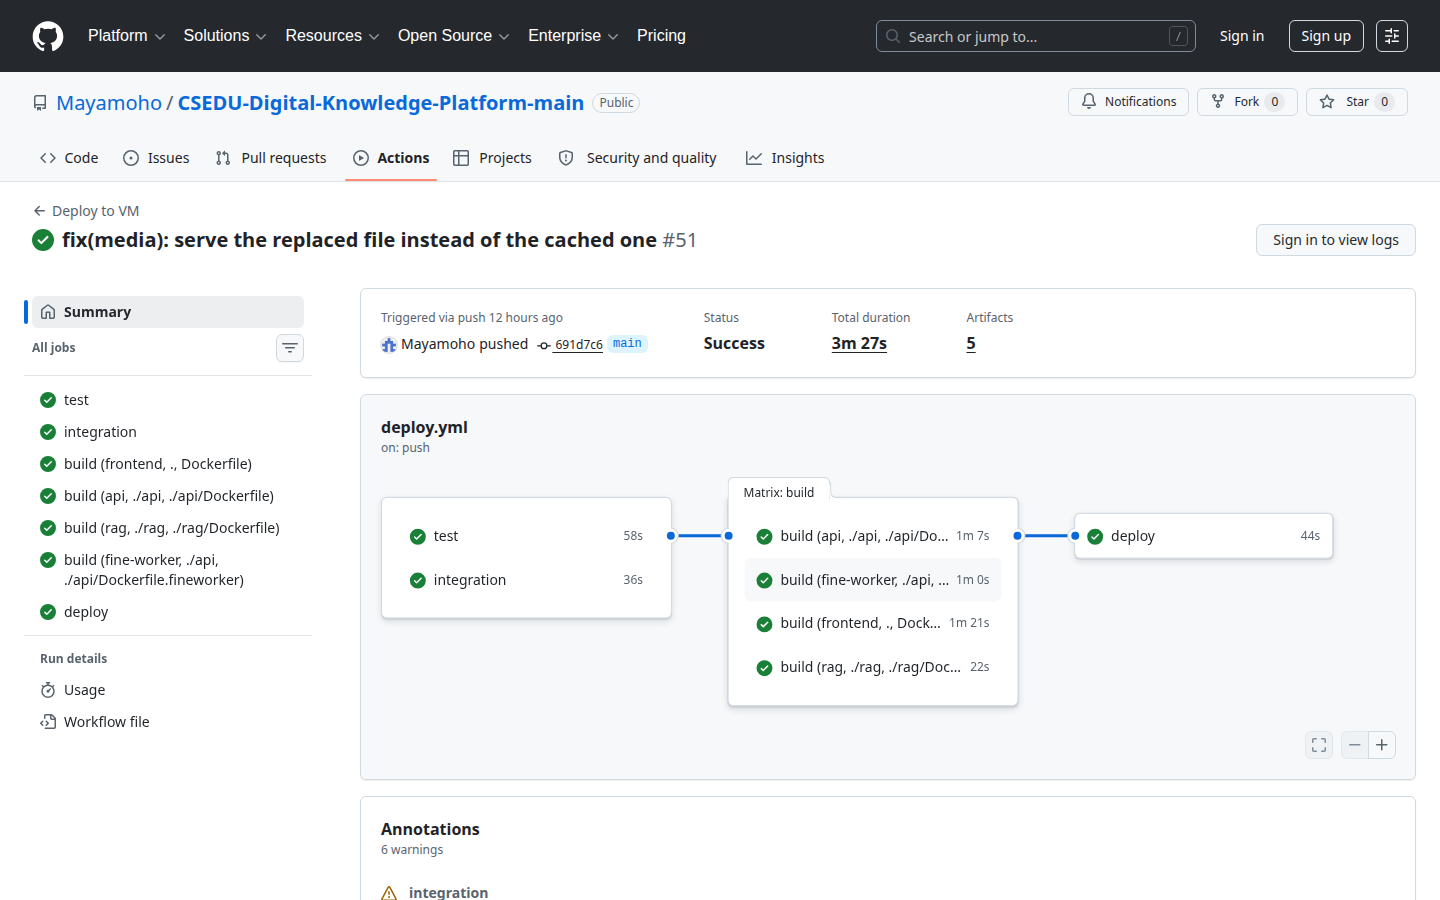 Platform
Solutions
Resources
Open Source
Enterprise
Pricing
Search or jump to...
/
Sign in
Sign up
Mayamoho / CSEDU-Digital-Knowledge-Platform-main
Public
Notifications
Fork 0
Star 0
Code
Issues
Pull requests
Actions
Projects
Security and quality
Insights
Deploy to VM
fix(media): serve the replaced file instead of the cached one #51
Sign in to view logs
Summary
All jobs
test
integration
build (frontend, ., Dockerfile)
build (api, ./api, ./api/Dockerfile)
build (rag, ./rag, ./rag/Dockerfile)
build (fine-worker, ./api,
./api/Dockerfile.fineworker)
deploy
Run details
Usage
Workflow file
Triggered via push 12 hours ago
Mayamoho pushed 691d7c6 main
Status
Success
Total duration
3m 27s
Artifacts
5
deploy.yml
on: push
test 58s
integration 36s
Matrix: build
build (api, ./api, ./api/Do... 1m 7s
build (fine-worker, ./api, ... 1m 0s
build (frontend, ., Dock... 1m 21s
build (rag, ./rag, ./rag/Doc... 22s
deploy 44s
Annotations
6 warnings
integration